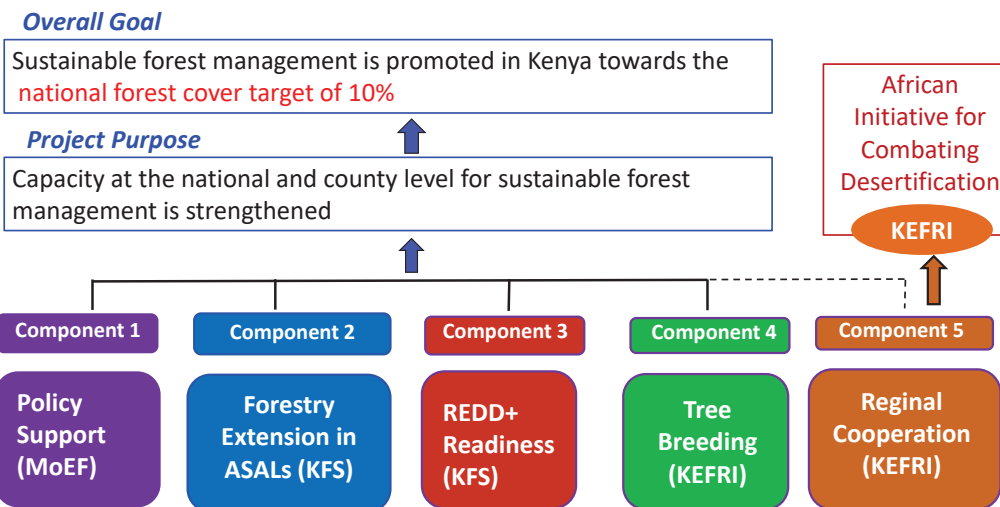 Overall Goal
Sustainable forest management is promoted in Kenya towards the
national forest cover target of 10%
Project Purpose
Capacity at the national and county level for sustainable forest
management is strengthened
African
Initiative for
Combating
Desertification
KEFRI
Component 1
Component 2
Component 3
Component 4
Component 5
Policy
Support
(MoEF)
Forestry
Extension in
ASALs (KFS)
REDD+
Readiness
(KFS)
Tree
Breeding
(KEFRI)
Reginal
Cooperation
(KEFRI)